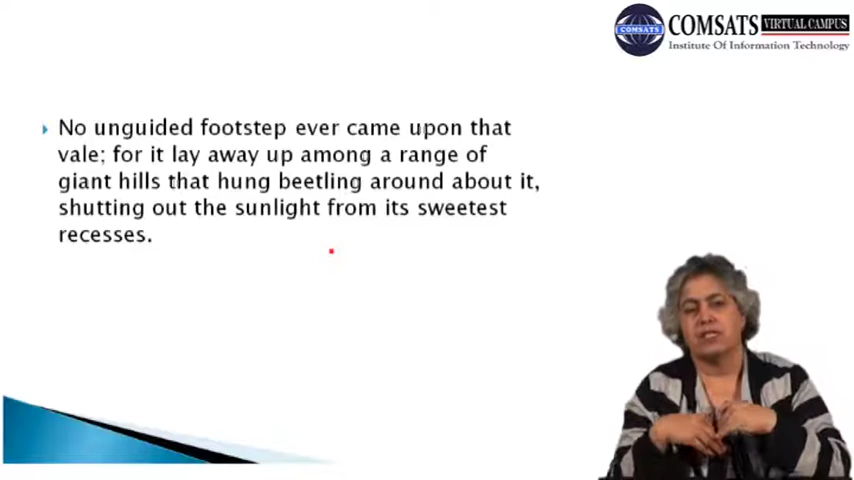 COMSATS
COMSATS VIRTUAL CAMPUS
Institute Of Information Technology
No unguided footstep ever came upon that
vale; for it lay away up among a range of
giant hills that hung beetling around about it,
shutting out the sunlight from its sweetest
recesses.